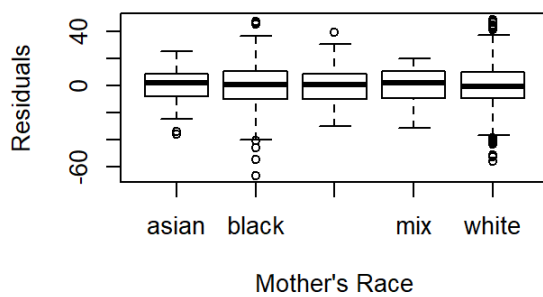 Residuals
40
0
-60
asian black mix white
Mother's Race